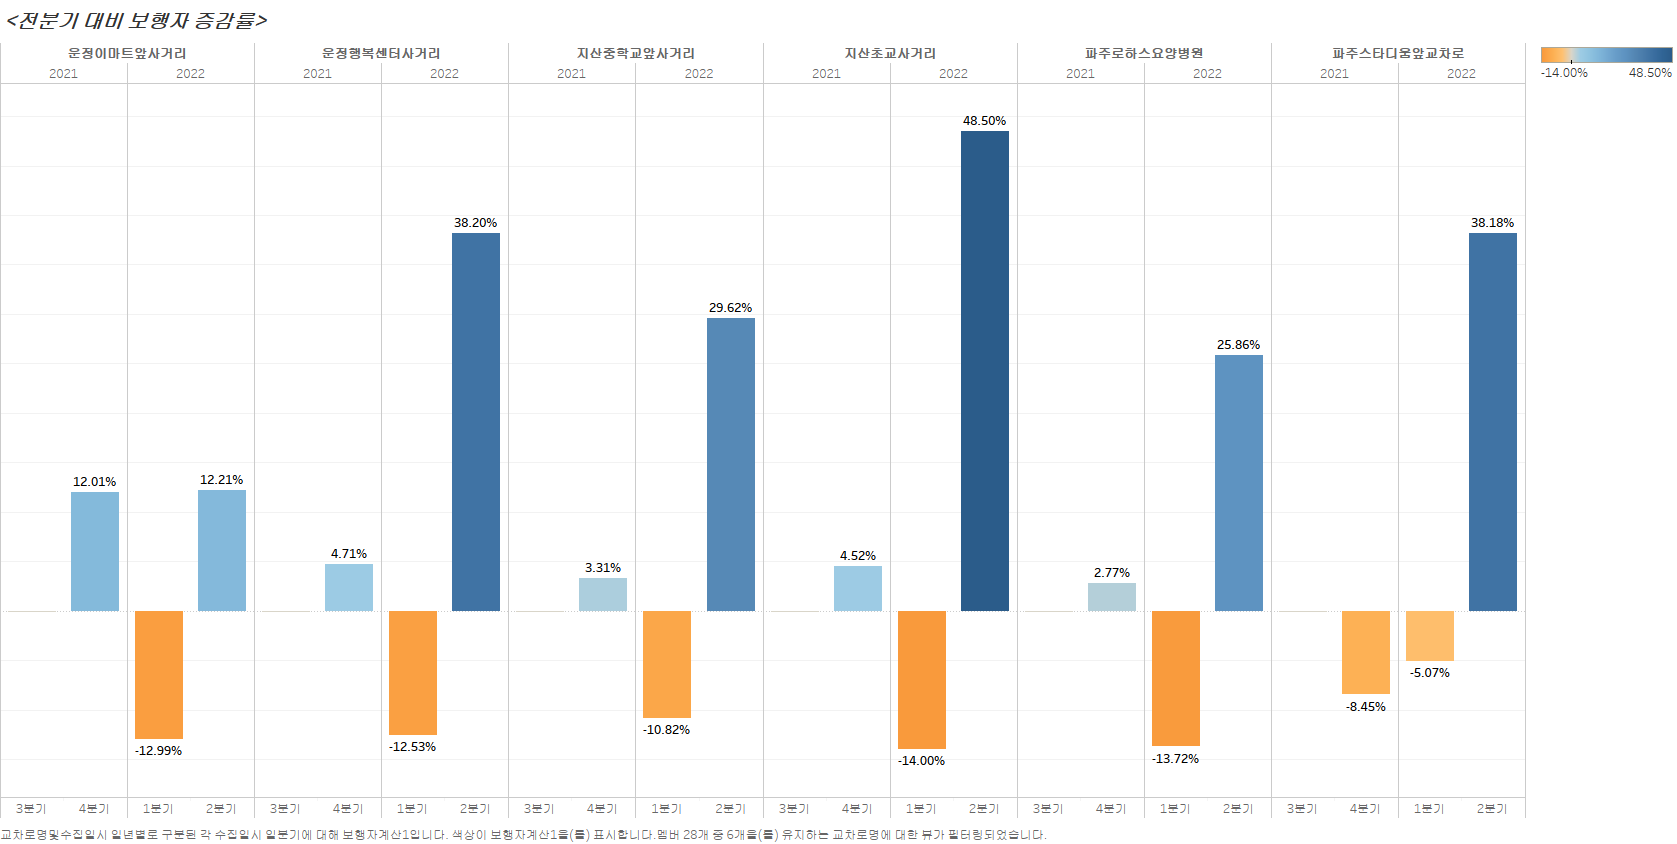 <전분기 대비 보행자 증감률>
운정이마트앞사거리 운정행복센터사거리 지산중학교앞사거리 지산초교사거리 파주로하스요양병원 파주스타디움앞교차로
2021 2022 2021 2022 2021 2022 2021 2022 2021 2022 2021 2022
-14.00% 48.50%
48.50%
38.20% 38.18%
29.62%
25.86%
12.01% 12.21%
4.71% 3.31% 4.52% 2.77%
-12.99% -12.53% -10.82% -14.00% -13.72% -8.45% -5.07%
3분기 4분기 1분기 2분기 3분기 4분기 1분기 2분기 3분기 4분기 1분기 2분기 3분기 4분기 1분기 2분기 3분기 4분기 1분기 2분기 3분기 4분기 1분기 2분기
교차로명및수집일시 일년별로 구분된 각 수집일시 일분기에 대해 보행자계산1입니다. 색상이 보행자계산1을(를) 표시합니다.멤버 28개 중 6개을(를) 유지하는 교차로명에 대한 뷰가 필터링되었습니다.